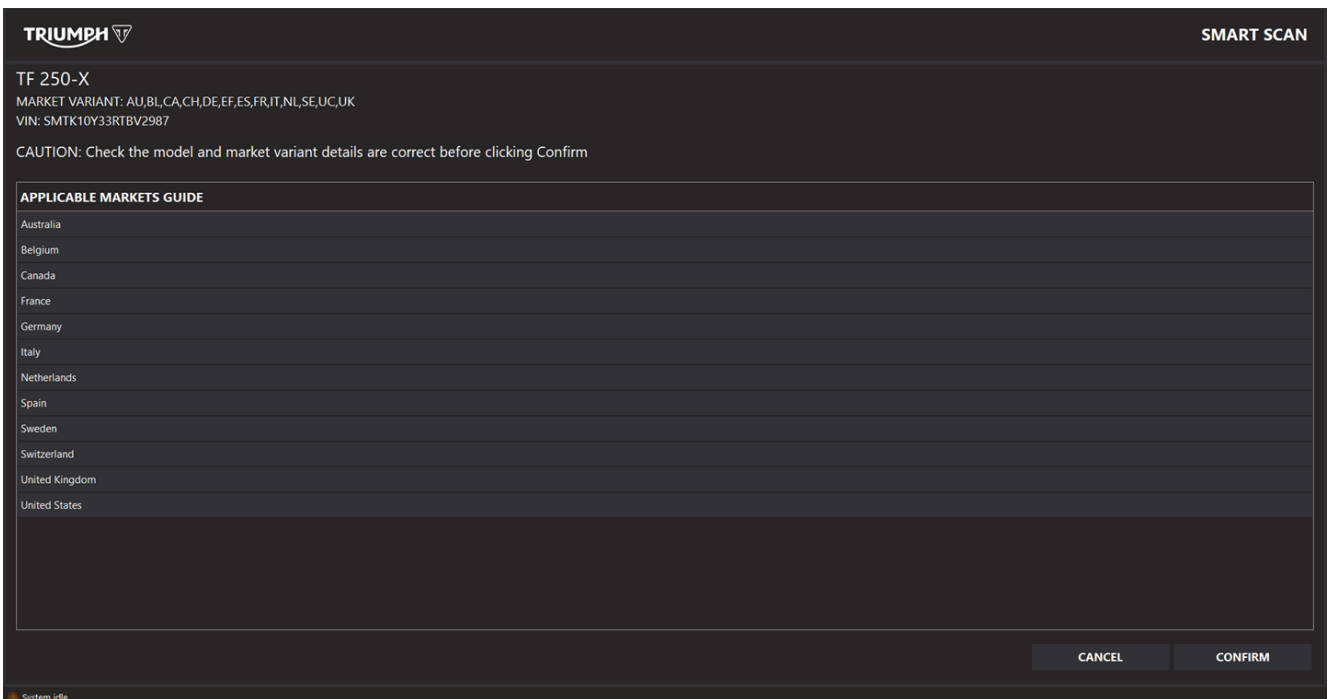 TRIUMPH
SMART SCAN
TF 250-X
MARKET VARIANT: AU,BL,CA,CH,DE,EF,ES,FR,IT,NL,SE,UC,UK
VIN: SMTK10Y33RTBV2987
CAUTION: Check the model and market variant details are correct before clicking Confirm
APPLICABLE MARKETS GUIDE
Australia
Belgium
Canada
France
Germany
Italy
Netherlands
Spain
Sweden
Switzerland
United Kingdom
United States
CANCEL CONFIRM
System idle